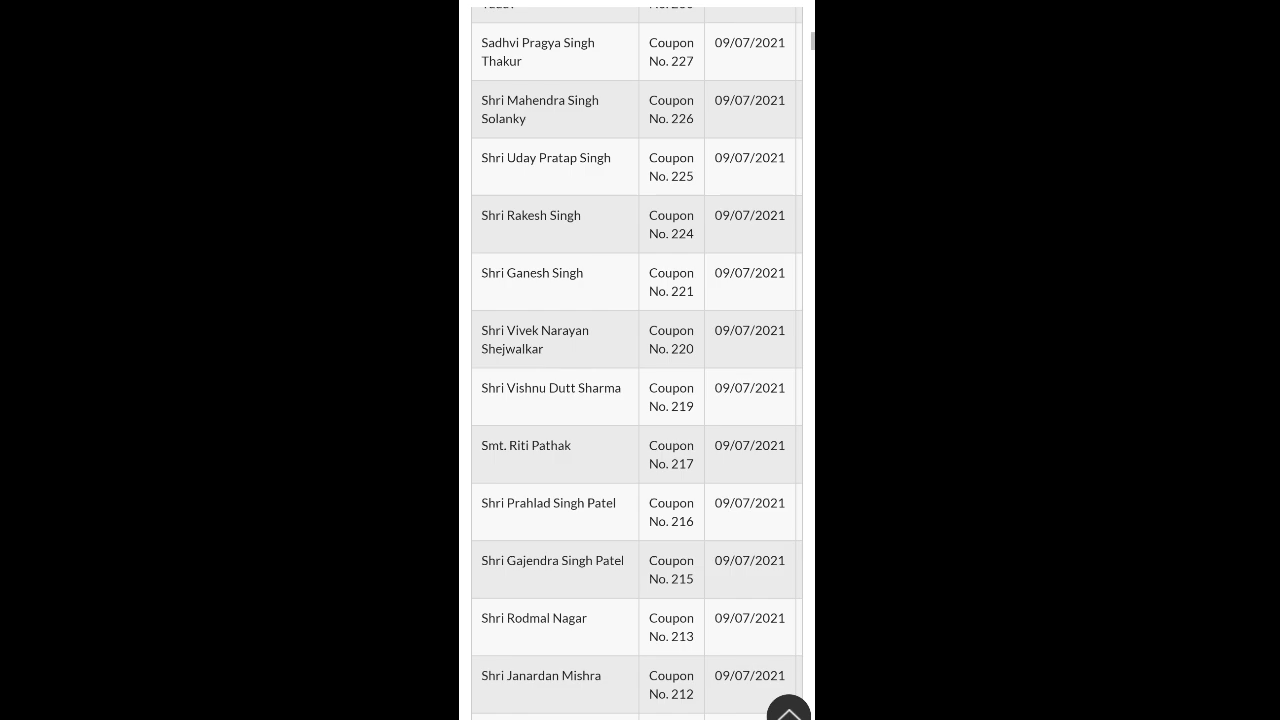 Sadhvi Pragya Singh Coupon 09/07/2021
Thakur No. 227
Shri Mahendra Singh Coupon 09/07/2021
Solanky No. 226
Shri Uday Pratap Singh Coupon 09/07/2021
No. 225
Shri Rakesh Singh Coupon 09/07/2021
No. 224
Shri Ganesh Singh Coupon 09/07/2021
No. 221
Shri Vivek Narayan Coupon 09/07/2021
Shejwalkar No. 220
Shri Vishnu Dutt Sharma Coupon 09/07/2021
No. 219
Smt. Riti Pathak Coupon 09/07/2021
No. 217
Shri Prahlad Singh Patel Coupon 09/07/2021
No. 216
Shri Gajendra Singh Patel Coupon 09/07/2021
No. 215
Shri Rodmal Nagar Coupon 09/07/2021
No. 213
Shri Janardan Mishra Coupon 09/07/2021
No. 212